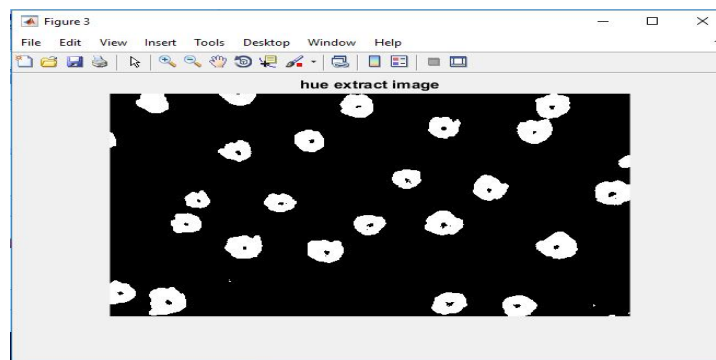 Figure 3
File Edit View Insert Tools Desktop Window Help
hue extract image